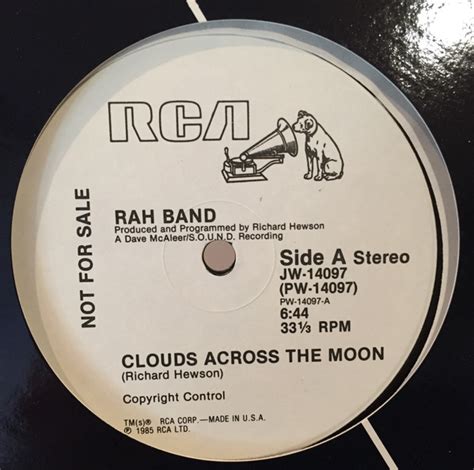 RCA
NOT FOR SALE
RAH BAND
Produced and Programmed by Richard Hewson
A Dave McAleer/S.O.U.N.D. Recording
Side A Stereo
JW-14097
(PW-14097)
PW-14097-A
6:44
33⅓ RPM
CLOUDS ACROSS THE MOON
(Richard Hewson)
Copyright Control
TM(s)® RCA CORP.—MADE IN U.S.A.
℗ 1985 RCA LTD.